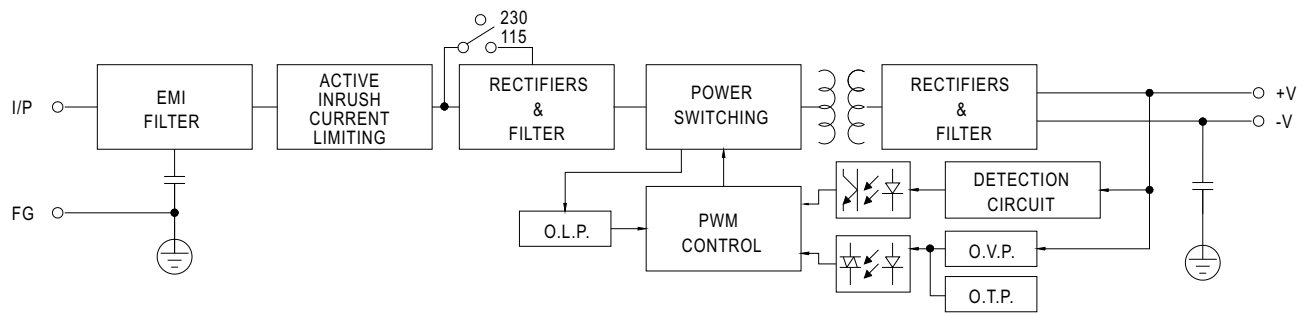 230
115
I/P
EMI
FILTER
ACTIVE
INRUSH
CURRENT
LIMITING
RECTIFIERS
&
FILTER
POWER
SWITCHING
RECTIFIERS
&
FILTER
+V
-V
FG
O.L.P.
PWM
CONTROL
DETECTION
CIRCUIT
O.V.P.
O.T.P.